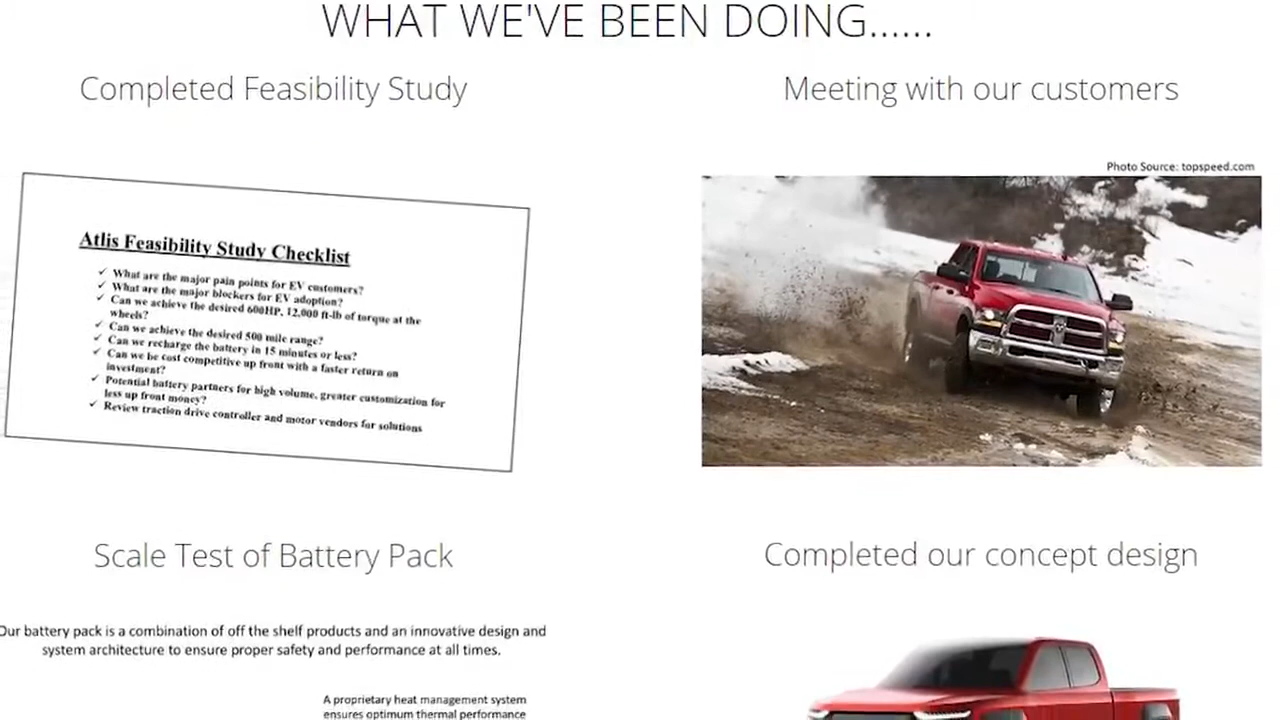 WHAT WE'VE BEEN DOING......
Completed Feasibility Study
Meeting with our customers
Photo Source: topspeed.com
Atlis Feasibility Study Checklist
✓ What are the major pain points for EV customers?
✓ What are the major blockers for EV adoption?
✓ Can we achieve the desired 600HP, 12,000 ft-lb of torque at the
wheels?
✓ Can we achieve the desired 500 mile range?
✓ Can we recharge the battery in 15 minutes or less?
✓ Can we be cost competitive up front with a faster return on
investment?
✓ Potential battery partners for high volume, greater customization for
less up front money?
✓ Review traction drive controller and motor vendors for solutions
Scale Test of Battery Pack
Completed our concept design
Our battery pack is a combination of off the shelf products and an innovative design and
system architecture to ensure proper safety and performance at all times.
A proprietary heat management system
ensures optimum thermal performance